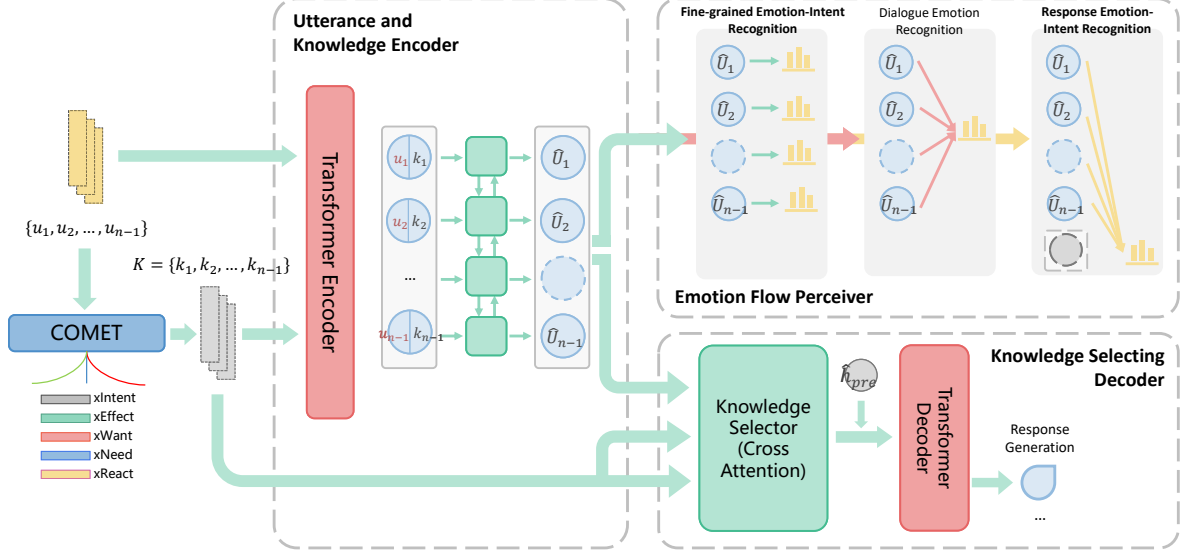 Utterance and
Knowledge Encoder
{u₁, u₂, ..., uₙ₋₁}
K = {k₁, k₂, ..., kₙ₋₁}
COMET
xIntent
xEffect
xWant
xNeed
xReact
Transformer Encoder
u₁ k₁
u₂ k₂
...
uₙ₋₁ kₙ₋₁
Û₁
Û₂
Ûₙ₋₁
Fine-grained Emotion-Intent
Recognition
Û₁
Û₂
Ûₙ₋₁
Dialogue Emotion
Recognition
Û₁
Û₂
Ûₙ₋₁
Response Emotion-
Intent Recognition
Û₁
Û₂
Ûₙ₋₁
Emotion Flow Perceiver
Knowledge Selecting
Decoder
Knowledge
Selector
(Cross
Attention)
ĥₚᵣₑ
Transformer
Decoder
Response
Generation
...